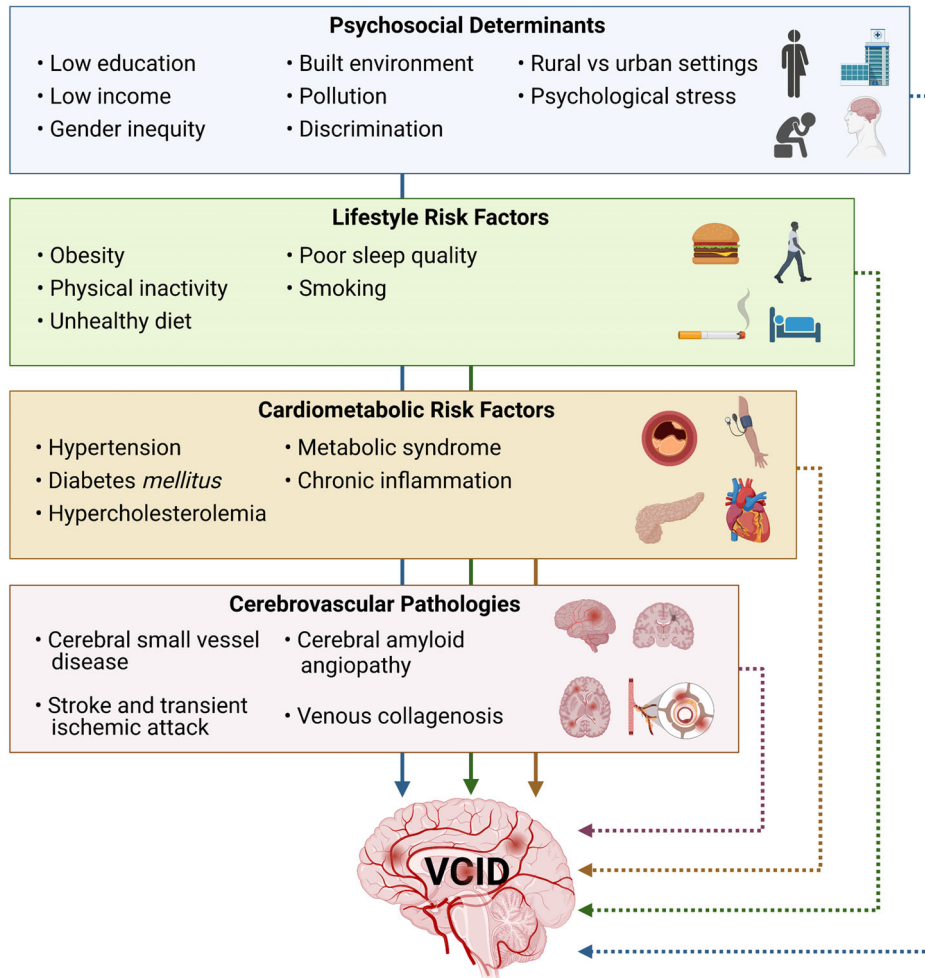 Psychosocial Determinants
• Low education
• Low income
• Gender inequity
• Built environment
• Pollution
• Discrimination
• Rural vs urban settings
• Psychological stress
Lifestyle Risk Factors
• Obesity
• Physical inactivity
• Unhealthy diet
• Poor sleep quality
• Smoking
Cardiometabolic Risk Factors
• Hypertension
• Diabetes mellitus
• Hypercholesterolemia
• Metabolic syndrome
• Chronic inflammation
Cerebrovascular Pathologies
• Cerebral small vessel
disease
• Stroke and transient
ischemic attack
• Cerebral amyloid
angiopathy
• Venous collagenosis
VCID